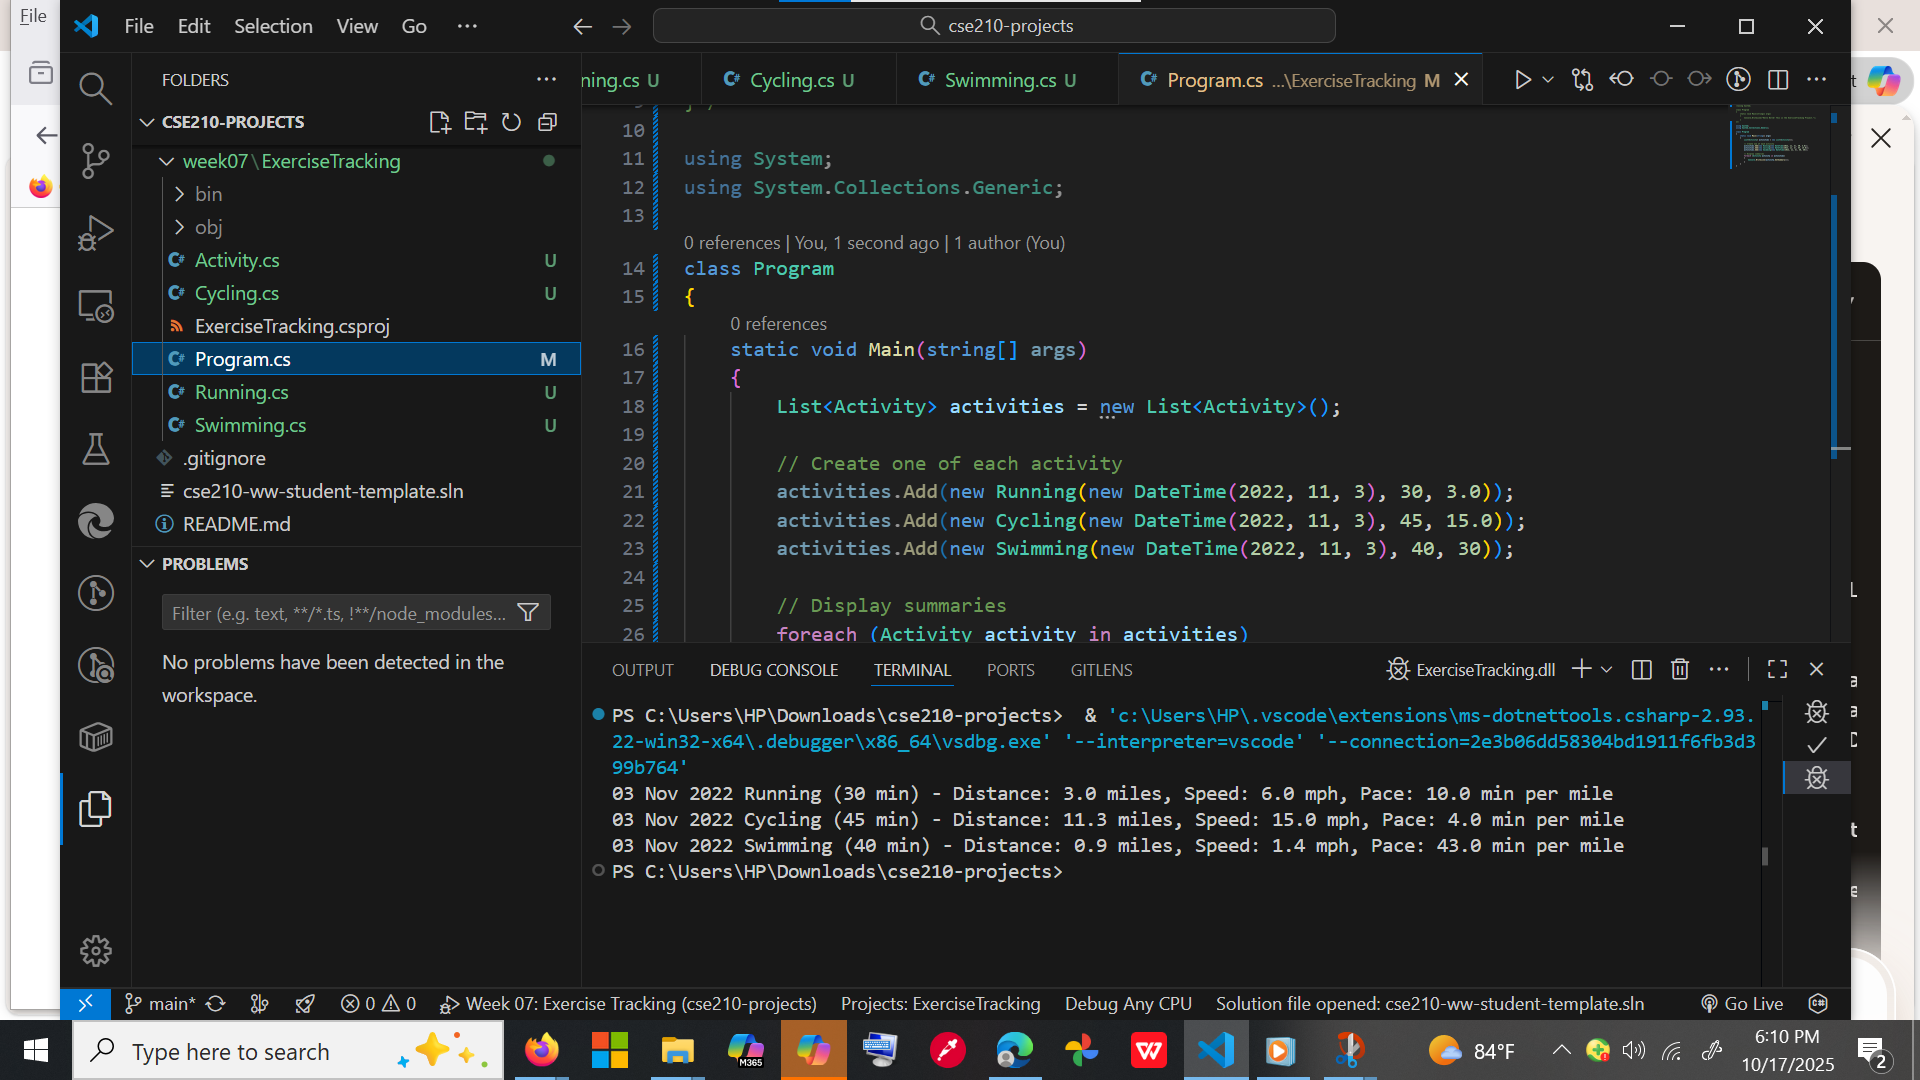 File
File Edit Selection View Go ···
cse210-projects
FOLDERS
CSE210-PROJECTS
week07\ExerciseTracking
bin
obj
Activity.cs U
Cycling.cs U
ExerciseTracking.csproj
Program.cs M
Running.cs U
Swimming.cs U
.gitignore
cse210-ww-student-template.sln
README.md
PROBLEMS
Filter (e.g. text, **/*.ts, !**/node_modules...
No problems have been detected in the
workspace.
ning.cs U Cycling.cs U Swimming.cs U Program.cs ...\ExerciseTracking M
10
11 using System;
12 using System.Collections.Generic;
13
0 references | You, 1 second ago | 1 author (You)
14 class Program
15 {
0 references
16 static void Main(string[] args)
17 {
18 List<Activity> activities = new List<Activity>();
19
20 // Create one of each activity
21 activities.Add(new Running(new DateTime(2022, 11, 3), 30, 3.0));
22 activities.Add(new Cycling(new DateTime(2022, 11, 3), 45, 15.0));
23 activities.Add(new Swimming(new DateTime(2022, 11, 3), 40, 30));
24
25 // Display summaries
26 foreach (Activity activity in activities)
OUTPUT DEBUG CONSOLE TERMINAL PORTS GITLENS
ExerciseTracking.dll
PS C:\Users\HP\Downloads\cse210-projects> & 'c:\Users\HP\.vscode\extensions\ms-dotnettools.csharp-2.93.
22-win32-x64\.debugger\x86_64\vsdbg.exe' '--interpreter=vscode' '--connection=2e3b06dd58304bd1911f6fb3d3
99b764'
03 Nov 2022 Running (30 min) - Distance: 3.0 miles, Speed: 6.0 mph, Pace: 10.0 min per mile
03 Nov 2022 Cycling (45 min) - Distance: 11.3 miles, Speed: 15.0 mph, Pace: 4.0 min per mile
03 Nov 2022 Swimming (40 min) - Distance: 0.9 miles, Speed: 1.4 mph, Pace: 43.0 min per mile
PS C:\Users\HP\Downloads\cse210-projects>
main* 0 0 Week 07: Exercise Tracking (cse210-projects) Projects: ExerciseTracking Debug Any CPU Solution file opened: cse210-ww-student-template.sln Go Live
Type here to search
M365
84°F
6:10 PM
10/17/2025
2